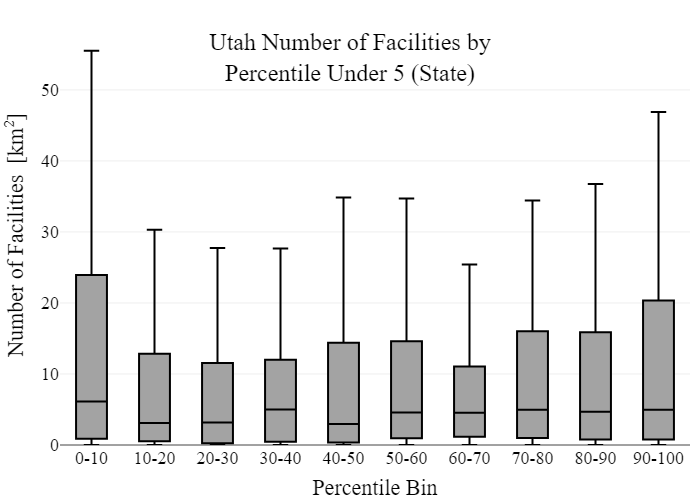 Utah Number of Facilities by
Percentile Under 5 (State)
Number of Facilities [km²]
50
40
30
20
10
0
0-10 10-20 20-30 30-40 40-50 50-60 60-70 70-80 80-90 90-100
Percentile Bin